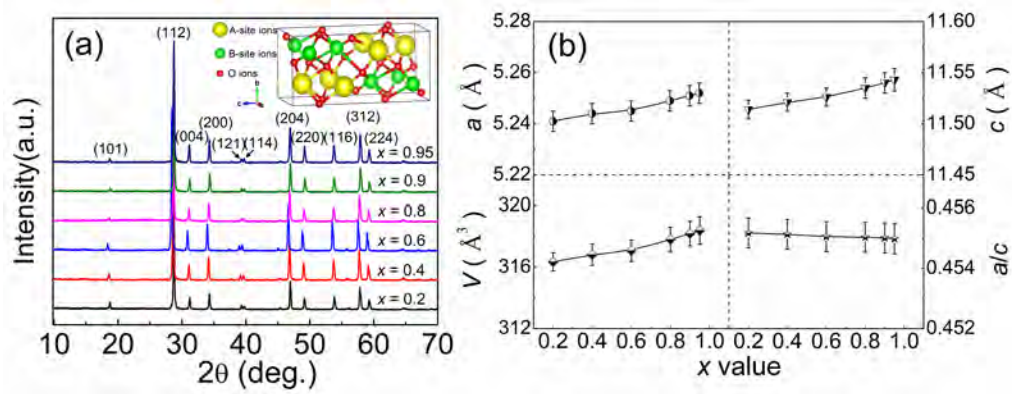 (a)
(112)
A-site ions
B-site ions
O ions
b
c
(101)
(004)
(200)
(121)
(114)
(204)
(220)
(116)
(312)
(224)
x = 0.95
x = 0.9
x = 0.8
x = 0.6
x = 0.4
x = 0.2
Intensity(a.u.)
10 20 30 40 50 60 70
2θ (deg.)
(b)
5.28
5.26
5.24
5.22
a ( Å )
320
316
312
V ( Å³ )
11.60
11.55
11.50
11.45
c ( Å )
0.456
0.454
0.452
a/c
0.2 0.4 0.6 0.8 1.0 0.2 0.4 0.6 0.8 1.0
x value